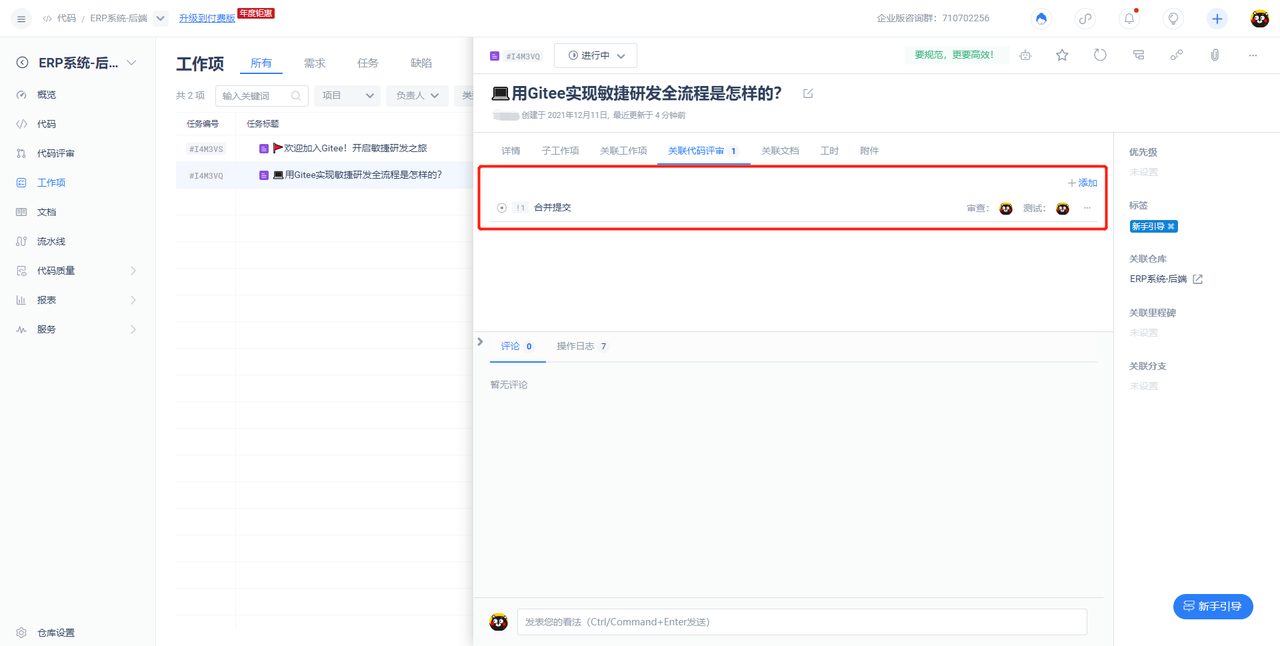 代码 / ERP系统-后端 升级到付费版 年度钜惠 企业版咨询群: 710702256
ERP系统-后...
概览
代码
代码评审
工作项
文档
流水线
代码质量
报表
服务
仓库设置
工作项 所有 需求 任务 缺陷
共 2 项 输入关键词 项目 负责人 类
任务编号 任务标题
#I4M3VS 欢迎加入Gitee！开启敏捷研发之旅
#I4M3VQ 用Gitee实现敏捷研发全流程是怎样的？
#I4M3VQ 进行中 要规范，更要高效！
用Gitee实现敏捷研发全流程是怎样的？
创建于 2021年12月11日, 最近更新于 4 分钟前
详情 子工作项 关联工作项 关联代码评审 1 关联文档 工时 附件
+ 添加
!1 合并提交 审查: 测试: ...
评论 0 操作日志 7
暂无评论
发表您的看法（Ctrl/Command+Enter发送）
优先级
未设置
标签
新手引导
关联仓库
ERP系统-后端
关联里程碑
未设置
关联分支
未设置
新手引导